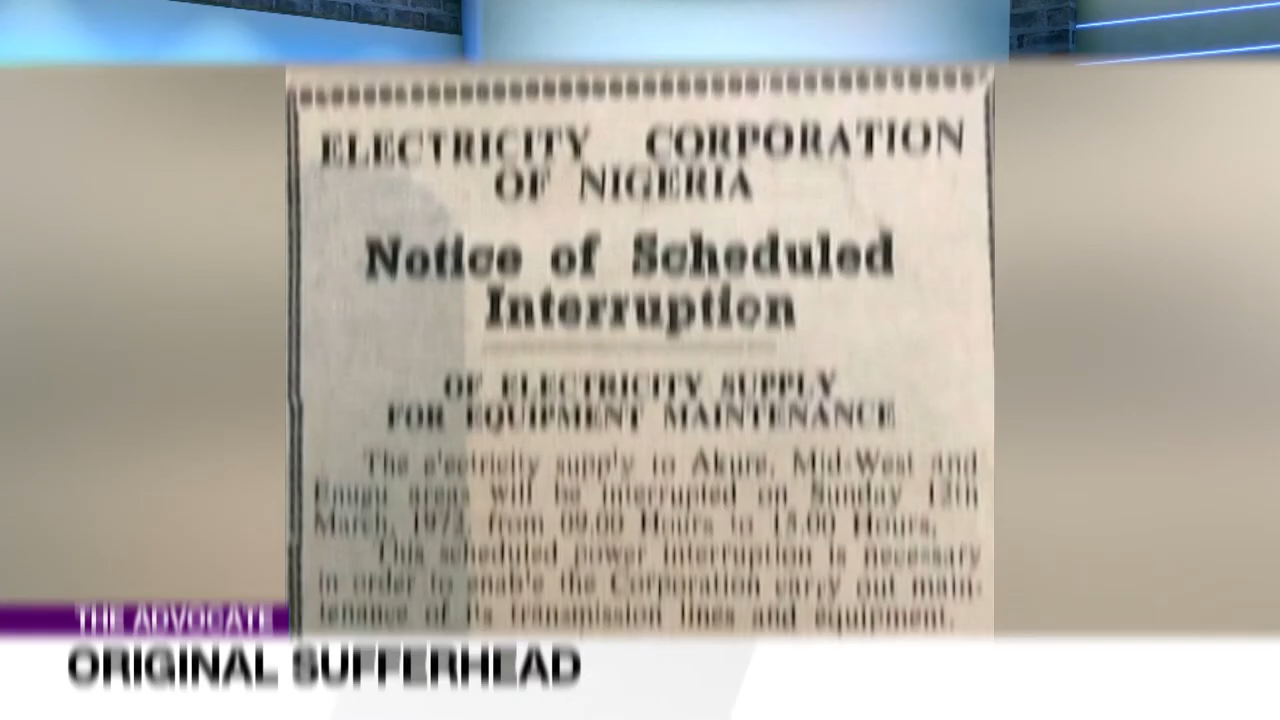 ELECTRICITY CORPORATION
OF NIGERIA
Notice of Scheduled
Interruption
OF ELECTRICITY SUPPLY
FOR EQUIPMENT MAINTENANCE
The electricity supply to Akure, Mid-West and
Enugu areas will be interrupted on Sunday 12th
March, 1972, from 09.00 Hours to 15.00 Hours.
This scheduled power interruption is necessary
in order to enable the Corporation carry out main-
tenance of its transmission lines and equipment.
THE ADVOCATE
ORIGINAL SUFFERHEAD